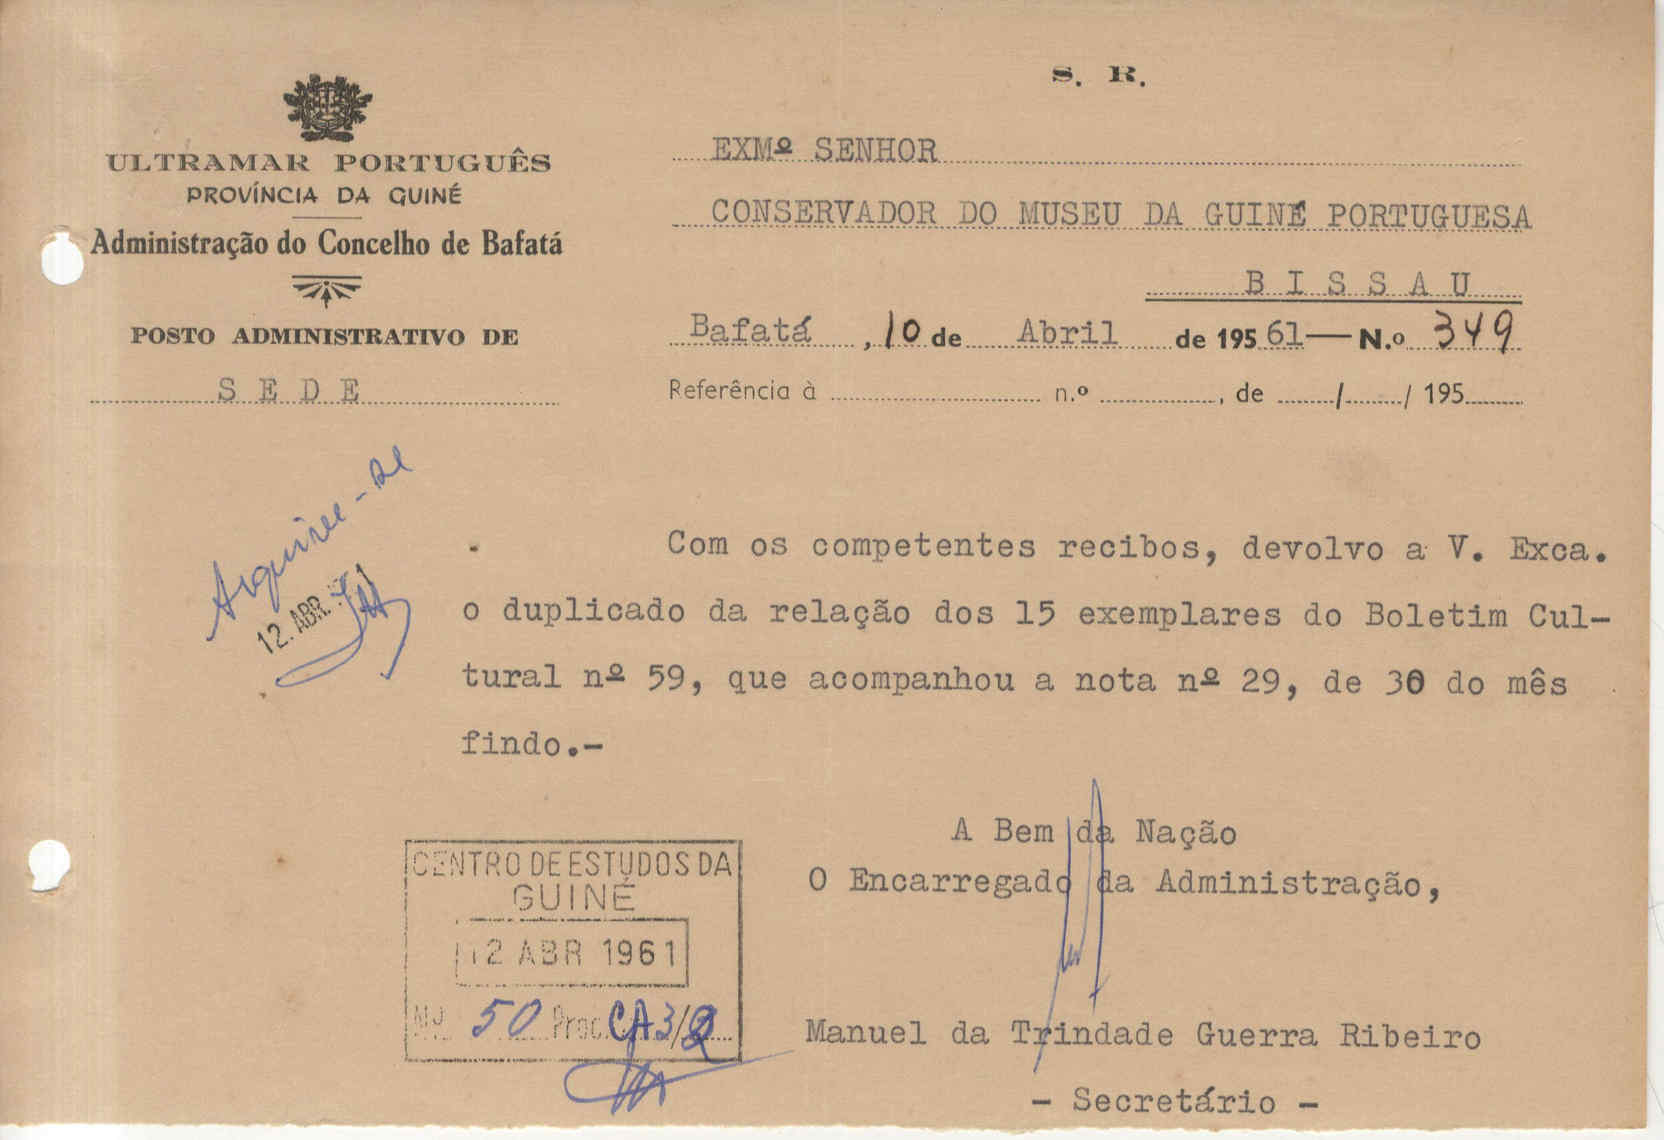 S. R.
ULTRAMAR PORTUGUÊS
PROVÍNCIA DA GUINÉ
Administração do Concelho de Bafatá
POSTO ADMINISTRATIVO DE
SEDE
EXMº SENHOR
CONSERVADOR DO MUSEU DA GUINÉ PORTUGUESA
BISSAU
Bafatá, 10 de Abril de 195 61 — N.º 349
Referência à n.º , de / / 195
Arquive-se
12. ABR.
Com os competentes recibos, devolvo a V. Exca.
o duplicado da relação dos 15 exemplares do Boletim Cul-
tural nº 59, que acompanhou a nota nº 29, de 30 do mês
findo.-
A Bem da Nação
O Encarregado da Administração,
Manuel da Trindade Guerra Ribeiro
- Secretário -
CENTRO DE ESTUDOS DA
GUINÉ
12 ABR 1961
50 Proc. CA3/2